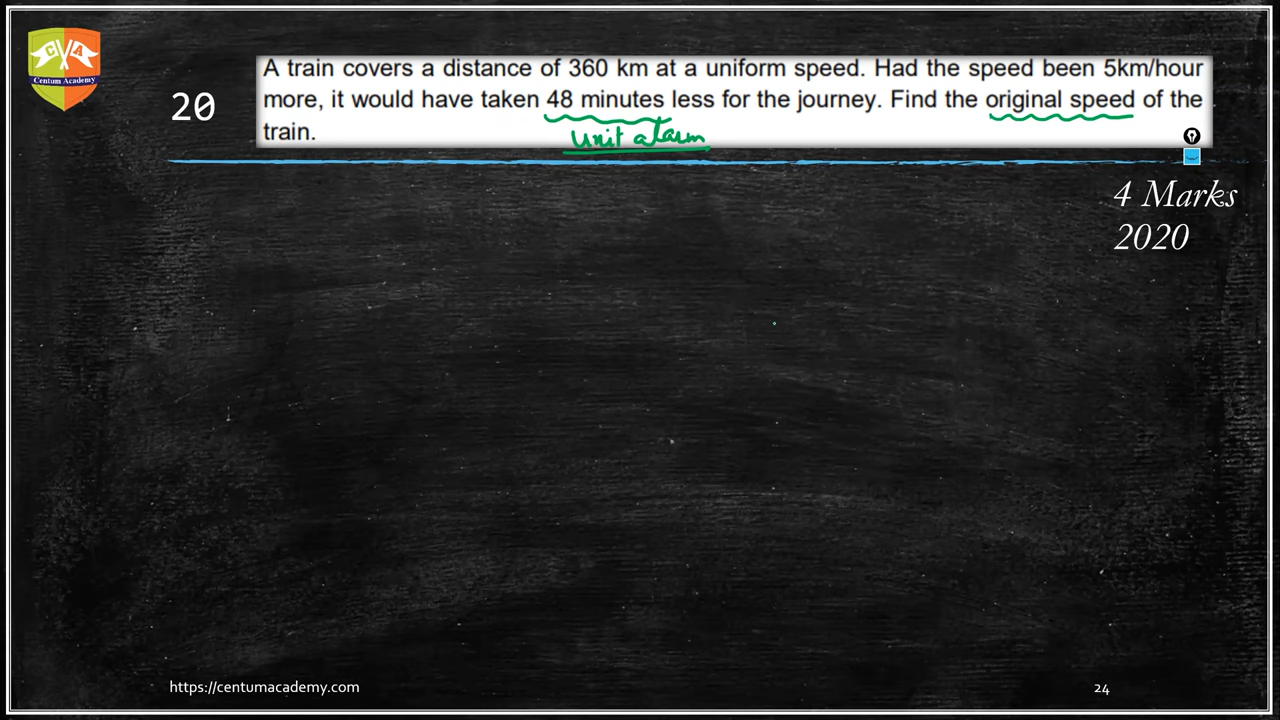 C A
Centum Academy
20
A train covers a distance of 360 km at a uniform speed. Had the speed been 5km/hour
more, it would have taken 48 minutes less for the journey. Find the original speed of the
train.
Unit alarm
4 Marks
2020
https://centumacademy.com
24